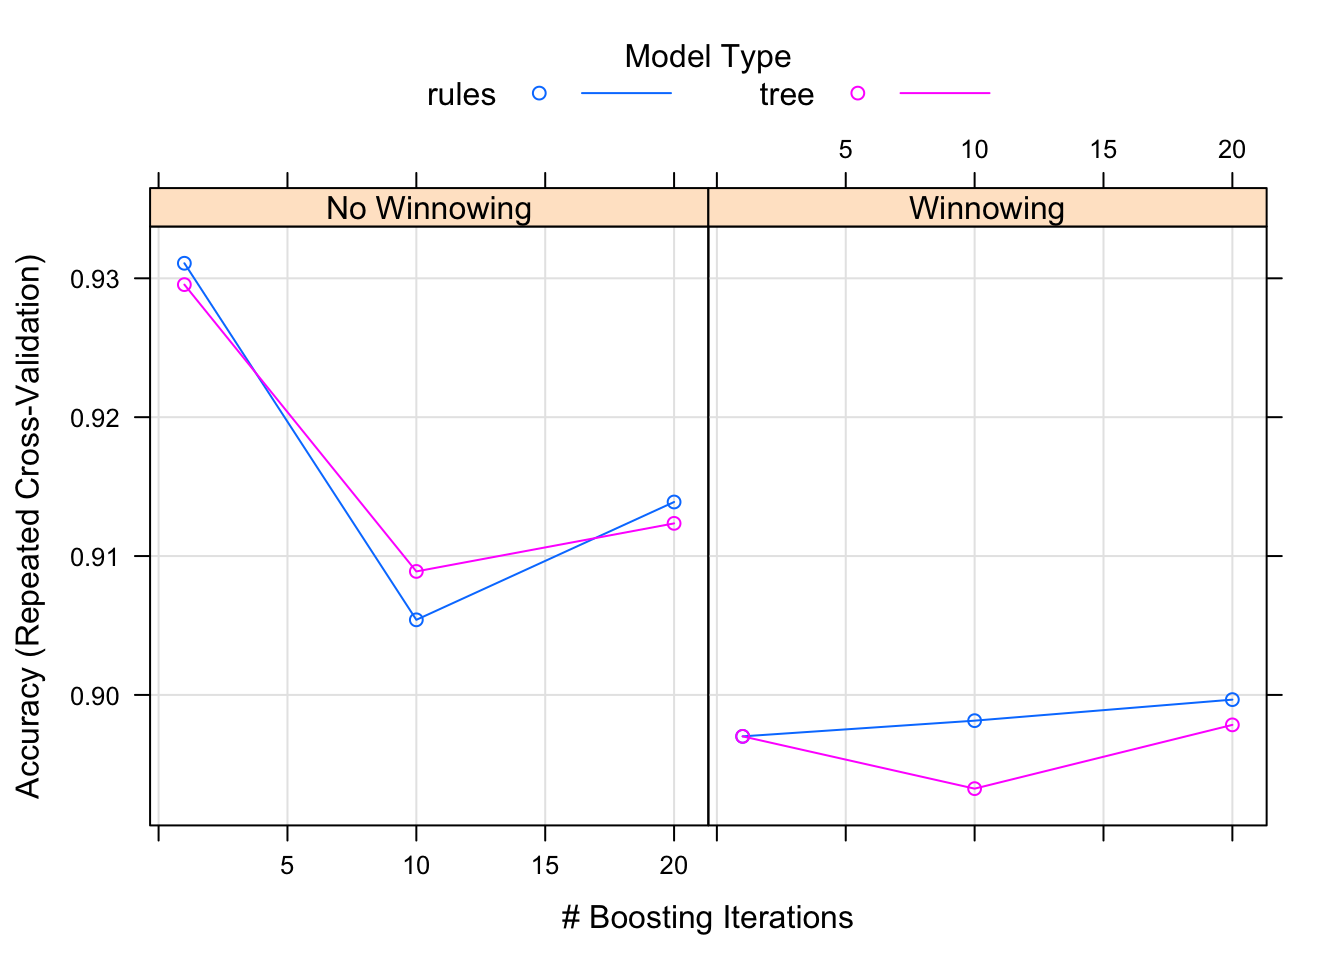 Model Type
rules tree
5 10 15 20
No Winnowing Winnowing
0.93
0.92
0.91
0.90
Accuracy (Repeated Cross-Validation)
5 10 15 20
# Boosting Iterations